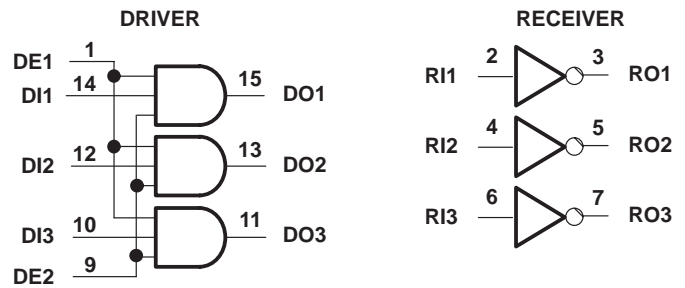 DRIVER
DE1 1
DI1 14 15 DO1
DI2 12 13 DO2
DI3 10 11 DO3
DE2 9
RECEIVER
RI1 2 3 RO1
RI2 4 5 RO2
RI3 6 7 RO3